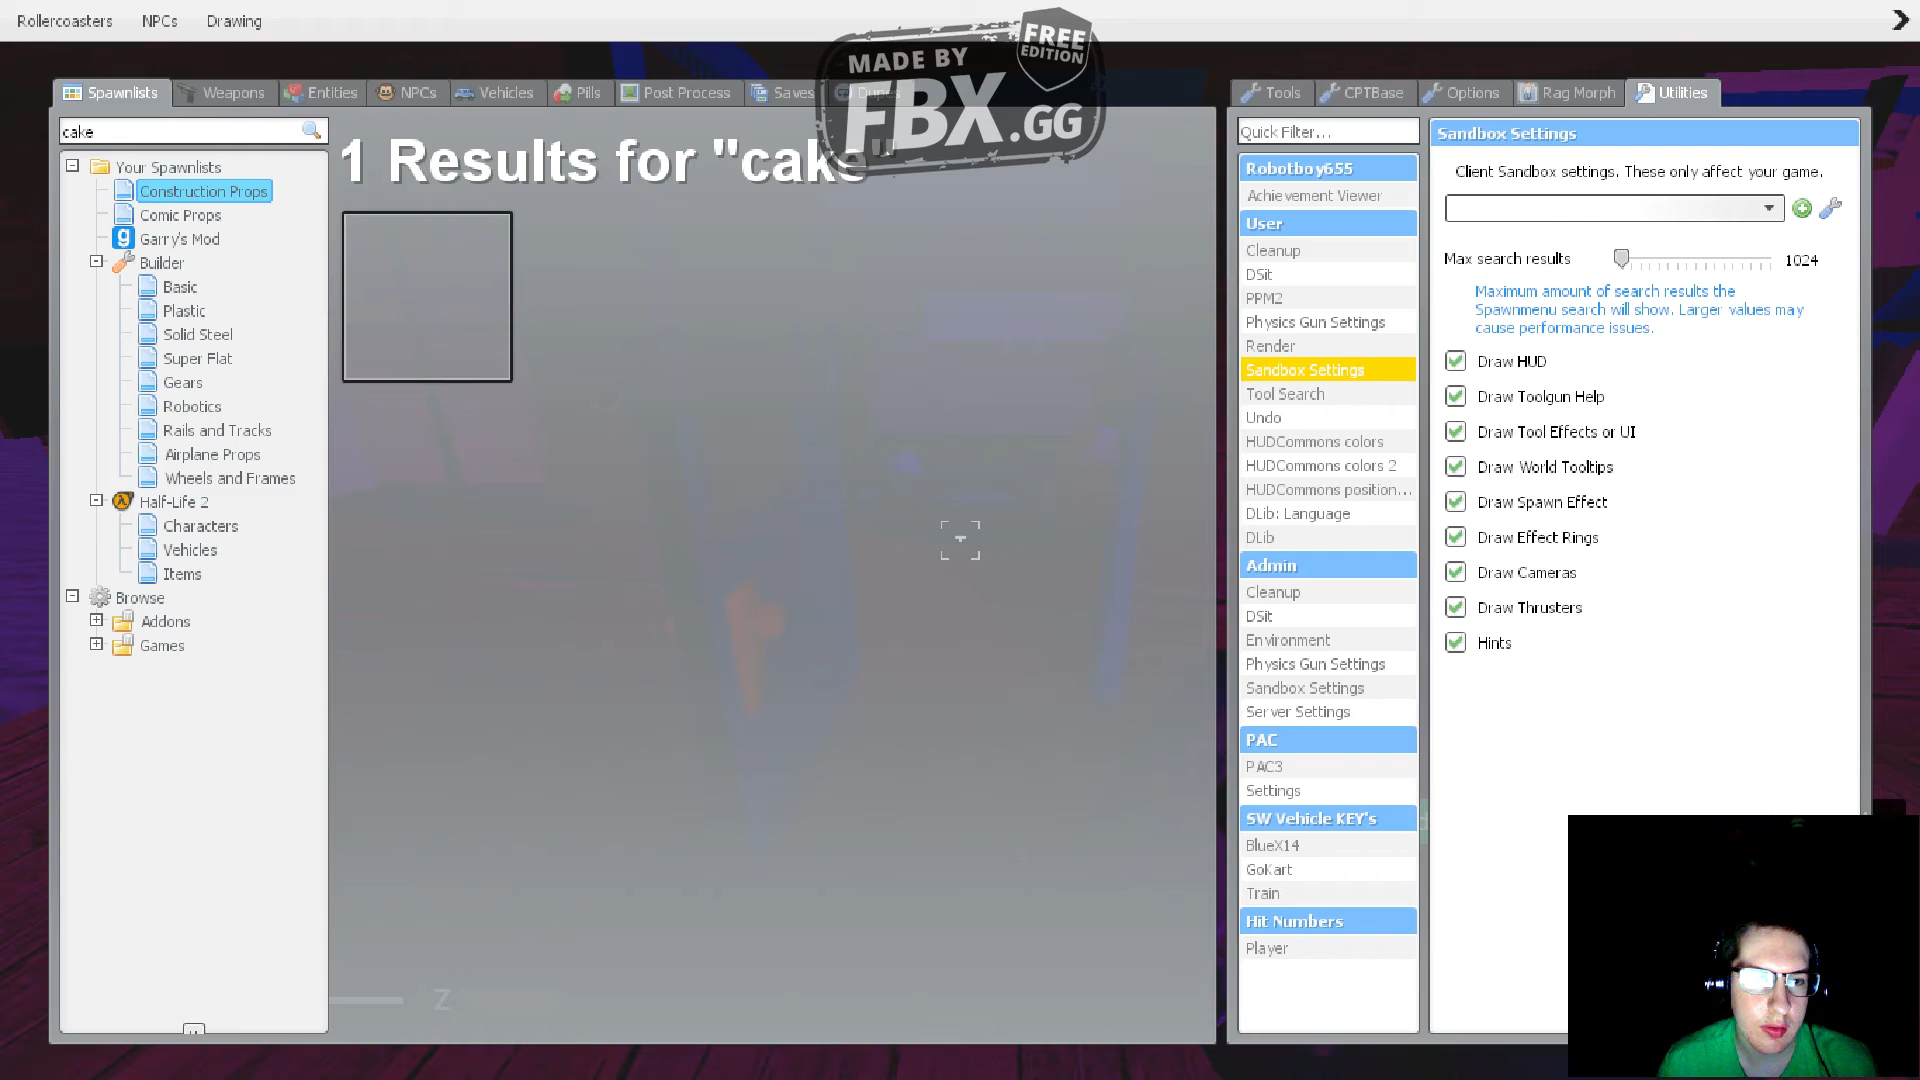 Rollercoasters NPCs Drawing
MADE BY
FREE
EDITION
FBX.GG
Spawnlists Weapons Entities NPCs Vehicles Pills Post Process Saves Dupes
Tools CPTBase Options Rag Morph Utilities
cake
1 Results for "cake"
Your Spawnlists
Construction Props
Comic Props
Garry's Mod
Builder
Basic
Plastic
Solid Steel
Super Flat
Gears
Robotics
Rails and Tracks
Airplane Props
Wheels and Frames
Half-Life 2
Characters
Vehicles
Items
Browse
Addons
Games
Z
Quick Filter...
Robotboy655
Achievement Viewer
User
Cleanup
DSit
PPM2
Physics Gun Settings
Render
Sandbox Settings
Tool Search
Undo
HUDCommons colors
HUDCommons colors 2
HUDCommons position...
DLib: Language
DLib
Admin
Cleanup
DSit
Environment
Physics Gun Settings
Sandbox Settings
Server Settings
PAC
PAC3
Settings
SW Vehicle KEY's
BlueX14
GoKart
Train
Hit Numbers
Player
Sandbox Settings
Client Sandbox settings. These only affect your game.
Max search results 1024
Maximum amount of search results the
Spawnmenu search will show. Larger values may
cause performance issues.
Draw HUD
Draw Toolgun Help
Draw Tool Effects or UI
Draw World Tooltips
Draw Spawn Effect
Draw Effect Rings
Draw Cameras
Draw Thrusters
Hints